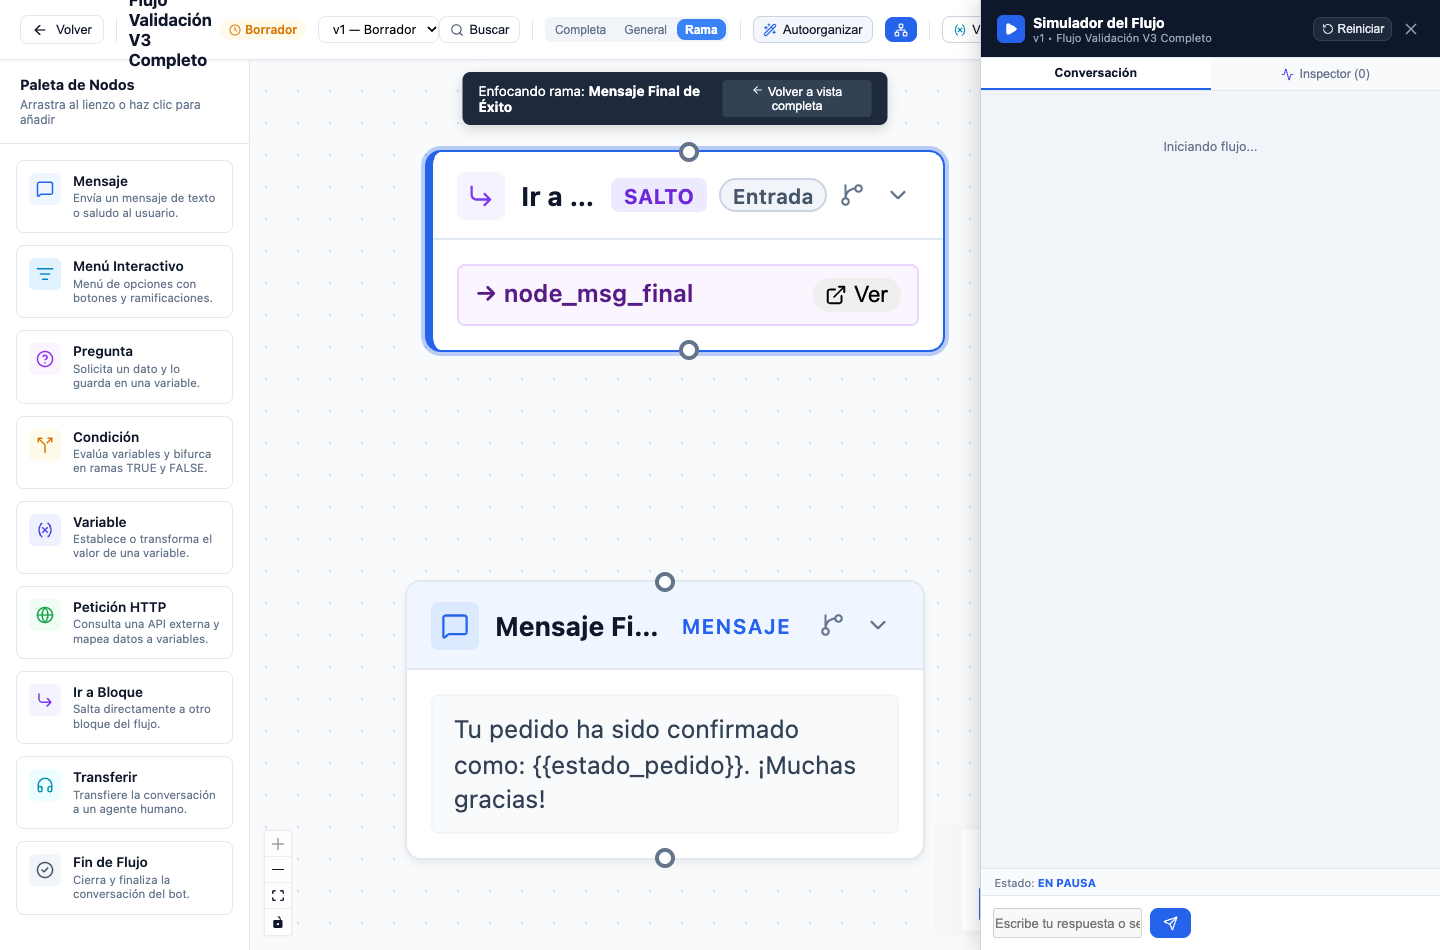 Volver
Flujo
Validación
V3
Completo
Borrador
v1 — Borrador
Buscar
Completa
General
Rama
Autoorganizar
Simulador del Flujo
v1 • Flujo Validación V3 Completo
Reiniciar
Paleta de Nodos
Arrastra al lienzo o haz clic para
añadir
Mensaje
Envía un mensaje de texto
o saludo al usuario.
Menú Interactivo
Menú de opciones con
botones y ramificaciones.
Pregunta
Solicita un dato y lo
guarda en una variable.
Condición
Evalúa variables y bifurca
en ramas TRUE y FALSE.
Variable
Establece o transforma el
valor de una variable.
Petición HTTP
Consulta una API externa y
mapea datos a variables.
Ir a Bloque
Salta directamente a otro
bloque del flujo.
Transferir
Transfiere la conversación
a un agente humano.
Fin de Flujo
Cierra y finaliza la
conversación del bot.
Enfocando rama: Mensaje Final de
Éxito
← Volver a vista
completa
Ir a ...
SALTO
Entrada
→ node_msg_final
Ver
Mensaje Fi...
MENSAJE
Tu pedido ha sido confirmado
como: {{estado_pedido}}. ¡Muchas
gracias!
Conversación
Inspector (0)
Iniciando flujo...
Estado: EN PAUSA
Escribe tu respuesta o se